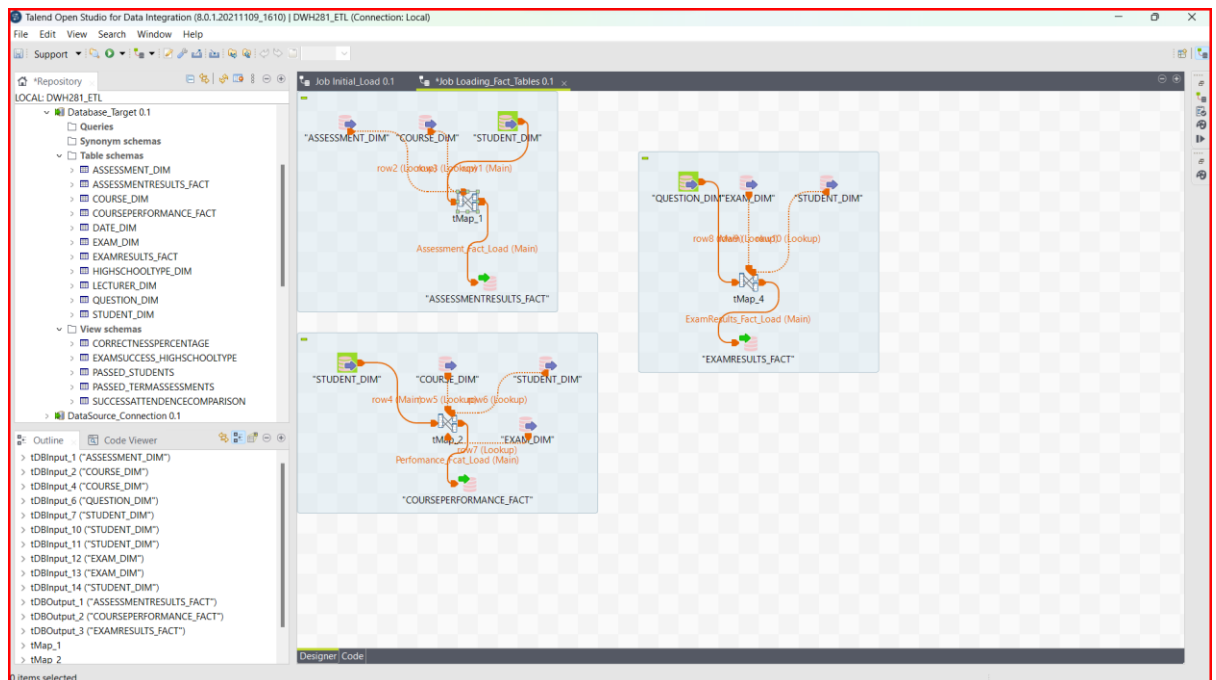 Talend Open Studio for Data Integration (8.0.1.20211109_1610) | DWH281_ETL (Connection: Local)
File Edit View Search Window Help
Support
*Repository
LOCAL: DWH281_ETL
Database_Target 0.1
Queries
Synonym schemas
Table schemas
ASSESSMENT_DIM
ASSESSMENTRESULTS_FACT
COURSE_DIM
COURSEPERFORMANCE_FACT
DATE_DIM
EXAM_DIM
EXAMRESULTS_FACT
HIGHSCHOOLTYPE_DIM
LECTURER_DIM
QUESTION_DIM
STUDENT_DIM
View schemas
CORRECTNESSPERCENTAGE
EXAMSUCCESS_HIGHSCHOOLTYPE
PASSED_STUDENTS
PASSED_TERMASSESSMENTS
SUCCESSATTENDENCECOMPARISON
DataSource_Connection 0.1
Outline Code Viewer
tDBInput_1 ("ASSESSMENT_DIM")
tDBInput_2 ("COURSE_DIM")
tDBInput_4 ("COURSE_DIM")
tDBInput_6 ("QUESTION_DIM")
tDBInput_7 ("STUDENT_DIM")
tDBInput_10 ("STUDENT_DIM")
tDBInput_11 ("STUDENT_DIM")
tDBInput_12 ("EXAM_DIM")
tDBInput_13 ("EXAM_DIM")
tDBInput_14 ("STUDENT_DIM")
tDBOutput_1 ("ASSESSMENTRESULTS_FACT")
tDBOutput_2 ("COURSEPERFORMANCE_FACT")
tDBOutput_3 ("EXAMRESULTS_FACT")
tMap_1
tMap_2
0 items selected
Job Initial_Load 0.1 *Job Loading_Fact_Tables 0.1
"ASSESSMENT_DIM" "COURSE_DIM" "STUDENT_DIM"
row2 (Main)
tMap_1
Assessment_Fact_Load (Main)
"ASSESSMENTRESULTS_FACT"
"STUDENT_DIM" "COURSE_DIM" "STUDENT_DIM"
row4 (Main) row5 row6 (Lookup)
tMap_2 "EXAM_DIM"
row7 (Lookup)
Perfomance_Fcat_Load (Main)
"COURSEPERFORMANCE_FACT"
"QUESTION_DIM" "EXAM_DIM" "STUDENT_DIM"
row8 (Lookup)
tMap_4
ExamResults_Fact_Load (Main)
"EXAMRESULTS_FACT"
Designer Code